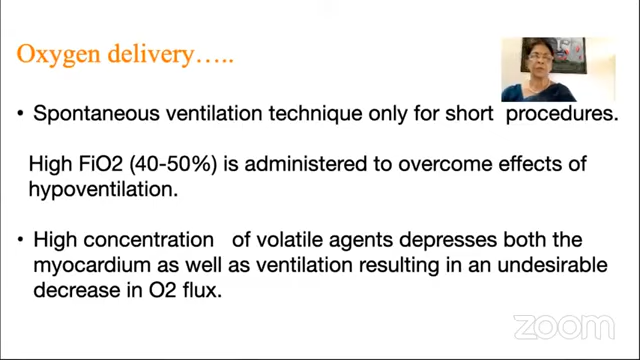 Oxygen delivery.....
• Spontaneous ventilation technique only for short procedures.
High FiO2 (40-50%) is administered to overcome effects of
hypoventilation.
• High concentration of volatile agents depresses both the
myocardium as well as ventilation resulting in an undesirable
decrease in O2 flux.
zoom